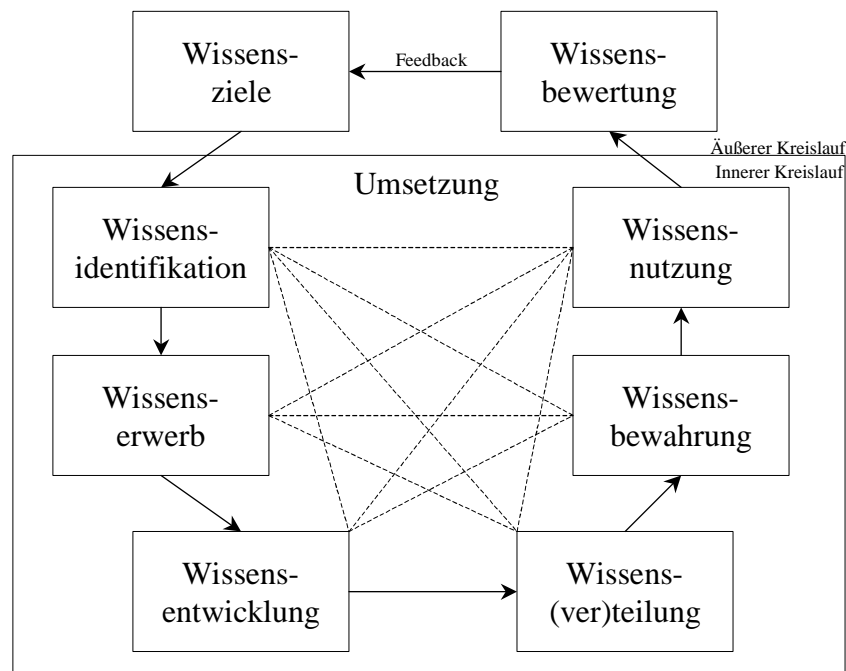 Wissens-
ziele
Feedback
Wissens-
bewertung
Äußerer Kreislauf
Innerer Kreislauf
Umsetzung
Wissens-
identifikation
Wissens-
nutzung
Wissens-
erwerb
Wissens-
bewahrung
Wissens-
entwicklung
Wissens-
(ver)teilung